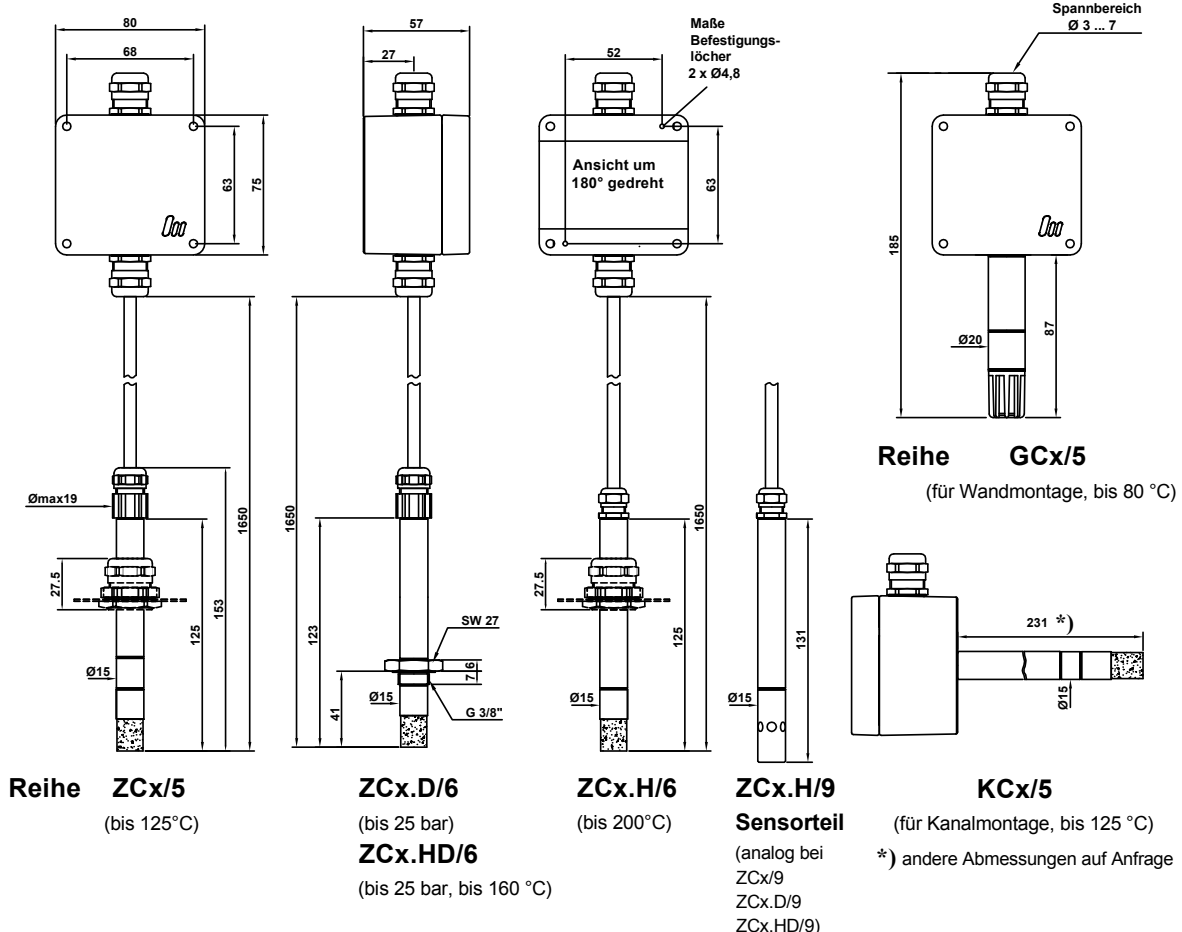 80
68
63
75
57
27
52
Maße
Befestigungs-
löcher
2 x Ø4,8
Ansicht um
180° gedreht
63
Spannbereich
Ø 3 ... 7
185
Ø20
87
Reihe GCx/5
(für Wandmontage, bis 80 °C)
Ømax19
27.5
Ø15
125
153
1650
1650
123
41
Ø15
SW 27
7 6
G 3/8"
27.5
Ø15
125
1650
Ø15
131
231 *)
Ø15
Reihe ZCx/5
(bis 125°C)
ZCx.D/6
(bis 25 bar)
ZCx.HD/6
(bis 25 bar, bis 160 °C)
ZCx.H/6
(bis 200°C)
ZCx.H/9
Sensorteil
(analog bei
ZCx/9
ZCx.D/9
ZCx.HD/9)
KCx/5
(für Kanalmontage, bis 125 °C)
*) andere Abmessungen auf Anfrage